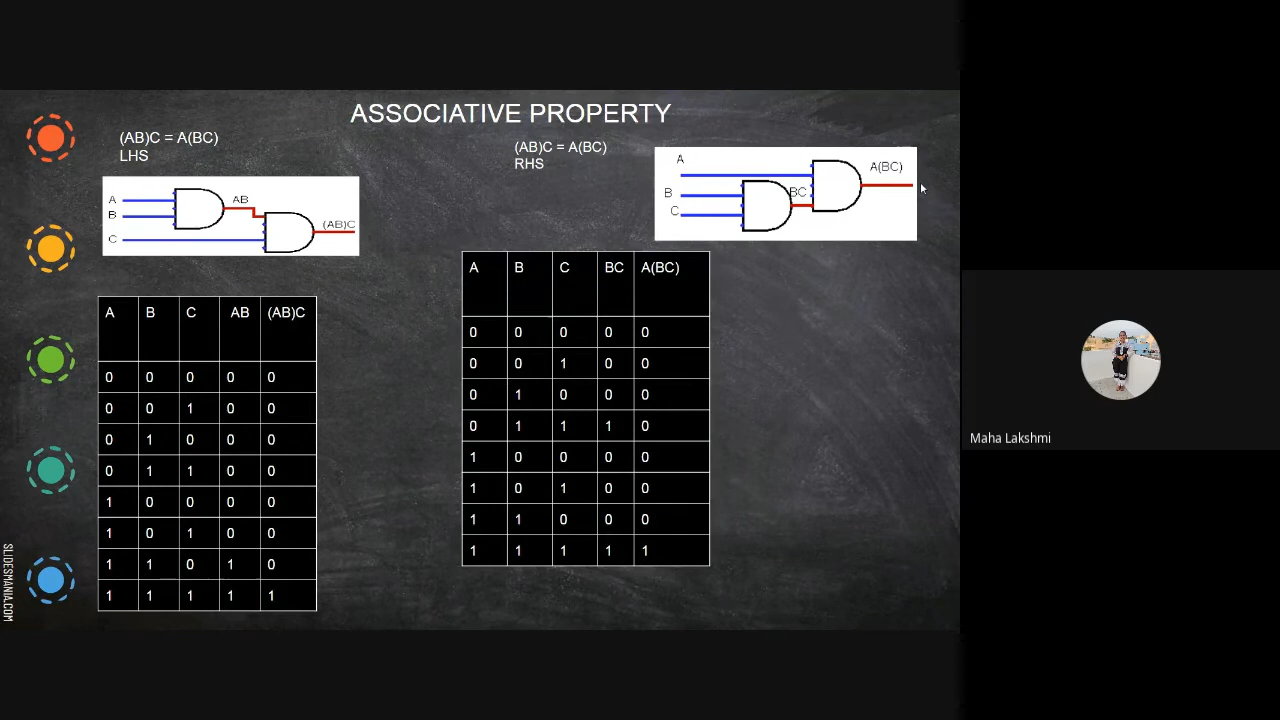 ASSOCIATIVE PROPERTY
(AB)C = A(BC)
LHS
A
B
C
AB
(AB)C
A B C AB (AB)C
0 0 0 0 0
0 0 1 0 0
0 1 0 0 0
0 1 1 0 0
1 0 0 0 0
1 0 1 0 0
1 1 0 1 0
1 1 1 1 1
(AB)C = A(BC)
RHS
A
B
C
BC
A(BC)
A B C BC A(BC)
0 0 0 0 0
0 0 1 0 0
0 1 0 0 0
0 1 1 1 0
1 0 0 0 0
1 0 1 0 0
1 1 0 0 0
1 1 1 1 1
SLIDESMANIA.COM
Maha Lakshmi